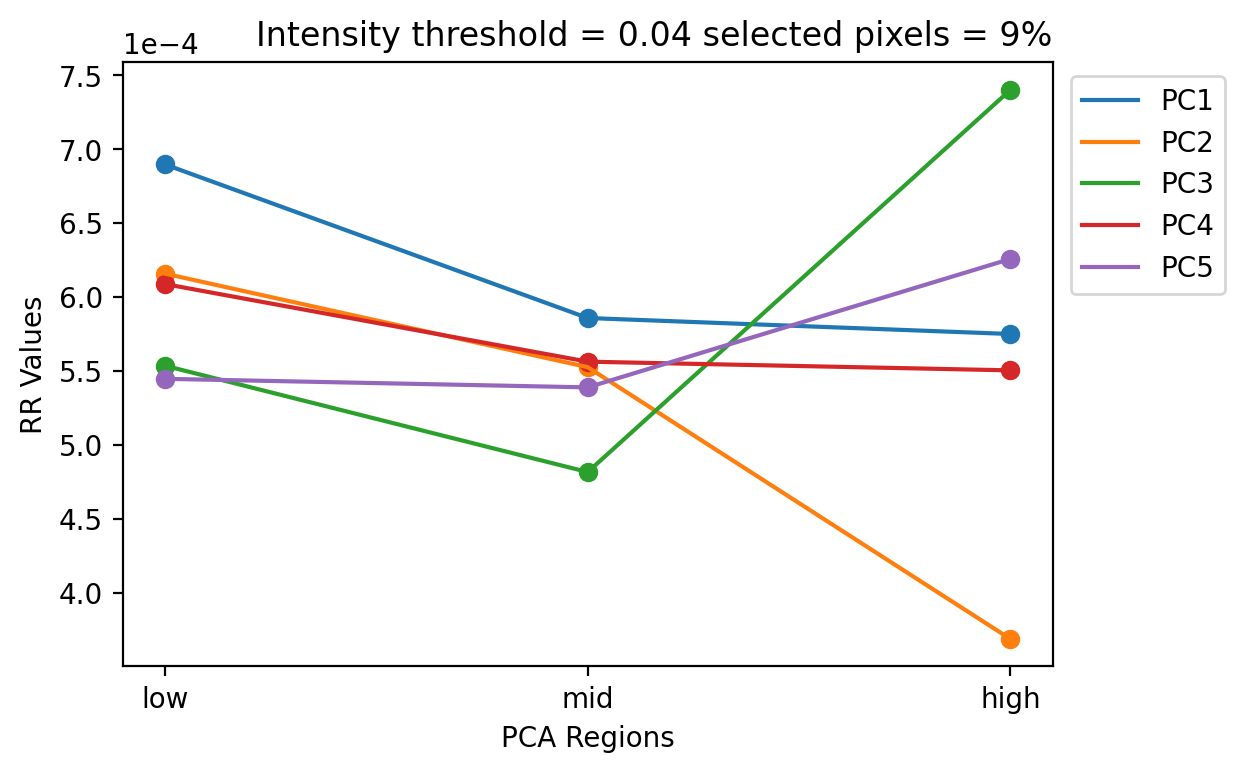 Intensity threshold = 0.04 selected pixels = 9%
1e−4
7.5
7.0
6.5
6.0
5.5
5.0
4.5
4.0
RR Values
low mid high
PCA Regions
PC1
PC2
PC3
PC4
PC5